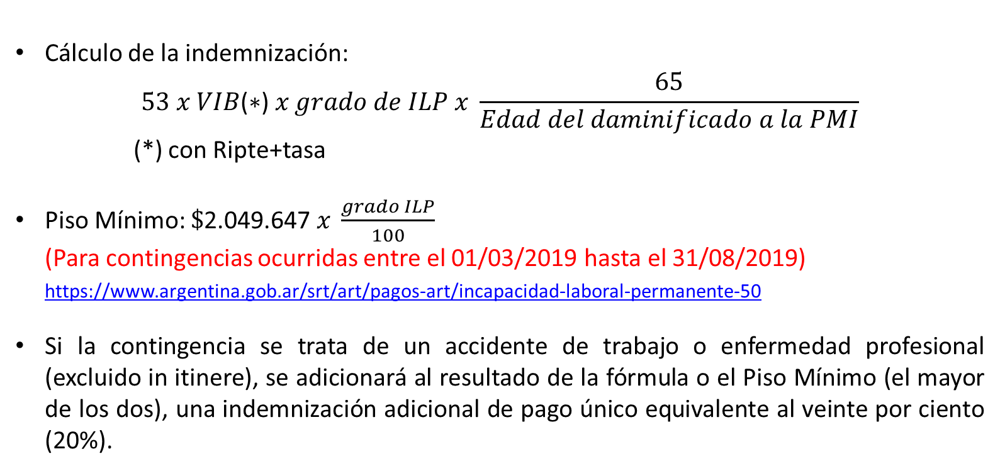 • Cálculo de la indemnización:
53 x VIB(∗) x grado de ILP x 65 / Edad del daminificado a la PMI
(*) con Ripte+tasa
• Piso Mínimo: $2.049.647 x grado ILP / 100
(Para contingencias ocurridas entre el 01/03/2019 hasta el 31/08/2019)
https://www.argentina.gob.ar/srt/art/pagos-art/incapacidad-laboral-permanente-50
• Si la contingencia se trata de un accidente de trabajo o enfermedad profesional
(excluido in itinere), se adicionará al resultado de la fórmula o el Piso Mínimo (el mayor
de los dos), una indemnización adicional de pago único equivalente al veinte por ciento
(20%).